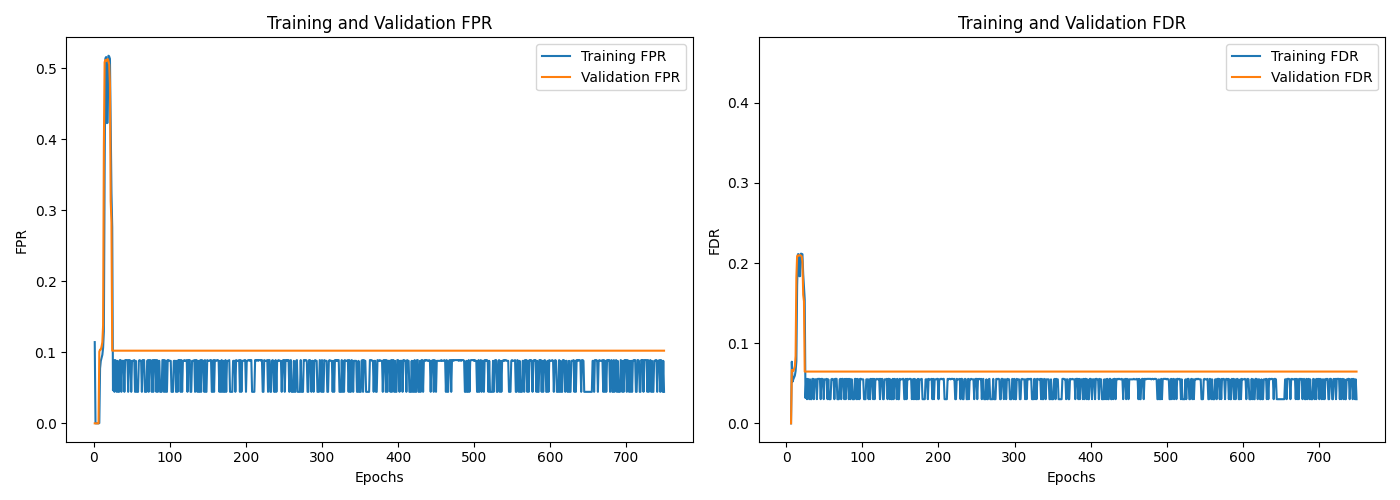 Training and Validation FPR
Training FPR
Validation FPR
FPR
0.5
0.4
0.3
0.2
0.1
0.0
0 100 200 300 400 500 600 700
Epochs
Training and Validation FDR
Training FDR
Validation FDR
FDR
0.4
0.3
0.2
0.1
0.0
0 100 200 300 400 500 600 700
Epochs